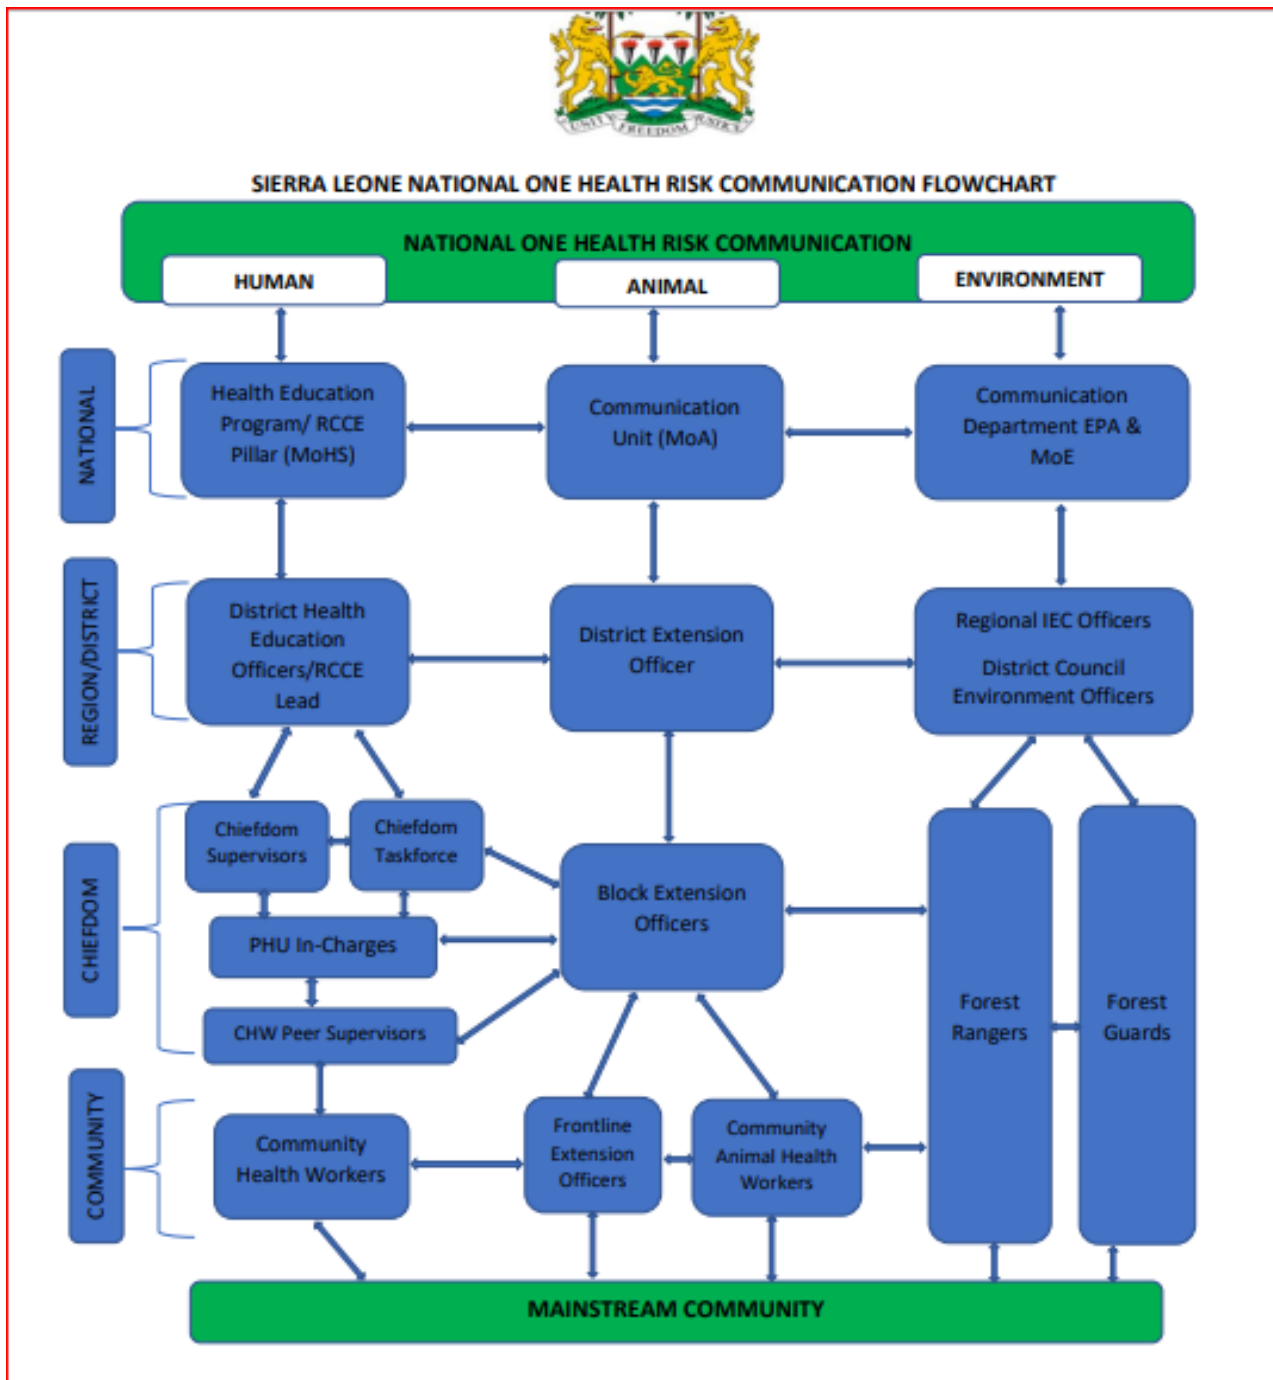 UNITY FREEDOM JUSTICE
SIERRA LEONE NATIONAL ONE HEALTH RISK COMMUNICATION FLOWCHART
NATIONAL ONE HEALTH RISK COMMUNICATION
HUMAN
ANIMAL
ENVIRONMENT
NATIONAL
Health Education
Program/ RCCE
Pillar (MoHS)
Communication
Unit (MoA)
Communication
Department EPA &
MoE
REGION/DISTRICT
District Health
Education
Officers/RCCE
Lead
District Extension
Officer
Regional IEC Officers
District Council
Environment Officers
CHIEFDOM
Chiefdom
Supervisors
Chiefdom
Taskforce
PHU In-Charges
CHW Peer Supervisors
Block Extension
Officers
Forest
Rangers
Forest
Guards
COMMUNITY
Community
Health Workers
Frontline
Extension
Officers
Community
Animal Health
Workers
MAINSTREAM COMMUNITY